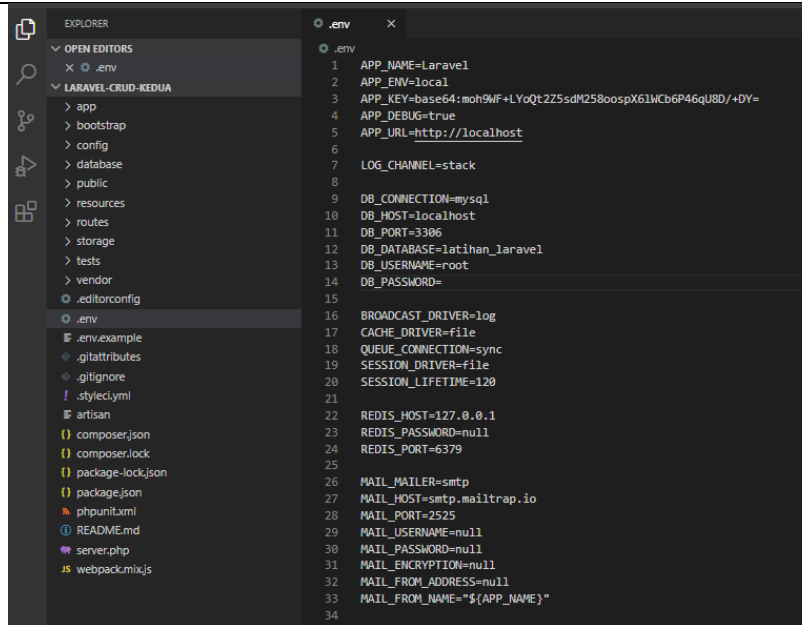 EXPLORER
OPEN EDITORS
.env
LARAVEL-CRUD-KEDUA
app
bootstrap
config
database
public
resources
routes
storage
tests
vendor
.editorconfig
.env
.env.example
.gitattributes
.gitignore
.styleci.yml
artisan
composer.json
composer.lock
package-lock.json
package.json
phpunit.xml
README.md
server.php
JS webpack.mix.js
.env
.env
1 APP_NAME=Laravel
2 APP_ENV=local
3 APP_KEY=base64:moh9WF+LYoQt2Z5sdM258oospX6lWCb6P46qU8D/+DY=
4 APP_DEBUG=true
5 APP_URL=http://localhost
6
7 LOG_CHANNEL=stack
8
9 DB_CONNECTION=mysql
10 DB_HOST=localhost
11 DB_PORT=3306
12 DB_DATABASE=latihan_laravel
13 DB_USERNAME=root
14 DB_PASSWORD=
15
16 BROADCAST_DRIVER=log
17 CACHE_DRIVER=file
18 QUEUE_CONNECTION=sync
19 SESSION_DRIVER=file
20 SESSION_LIFETIME=120
21
22 REDIS_HOST=127.0.0.1
23 REDIS_PASSWORD=null
24 REDIS_PORT=6379
25
26 MAIL_MAILER=smtp
27 MAIL_HOST=smtp.mailtrap.io
28 MAIL_PORT=2525
29 MAIL_USERNAME=null
30 MAIL_PASSWORD=null
31 MAIL_ENCRYPTION=null
32 MAIL_FROM_ADDRESS=null
33 MAIL_FROM_NAME="${APP_NAME}"
34